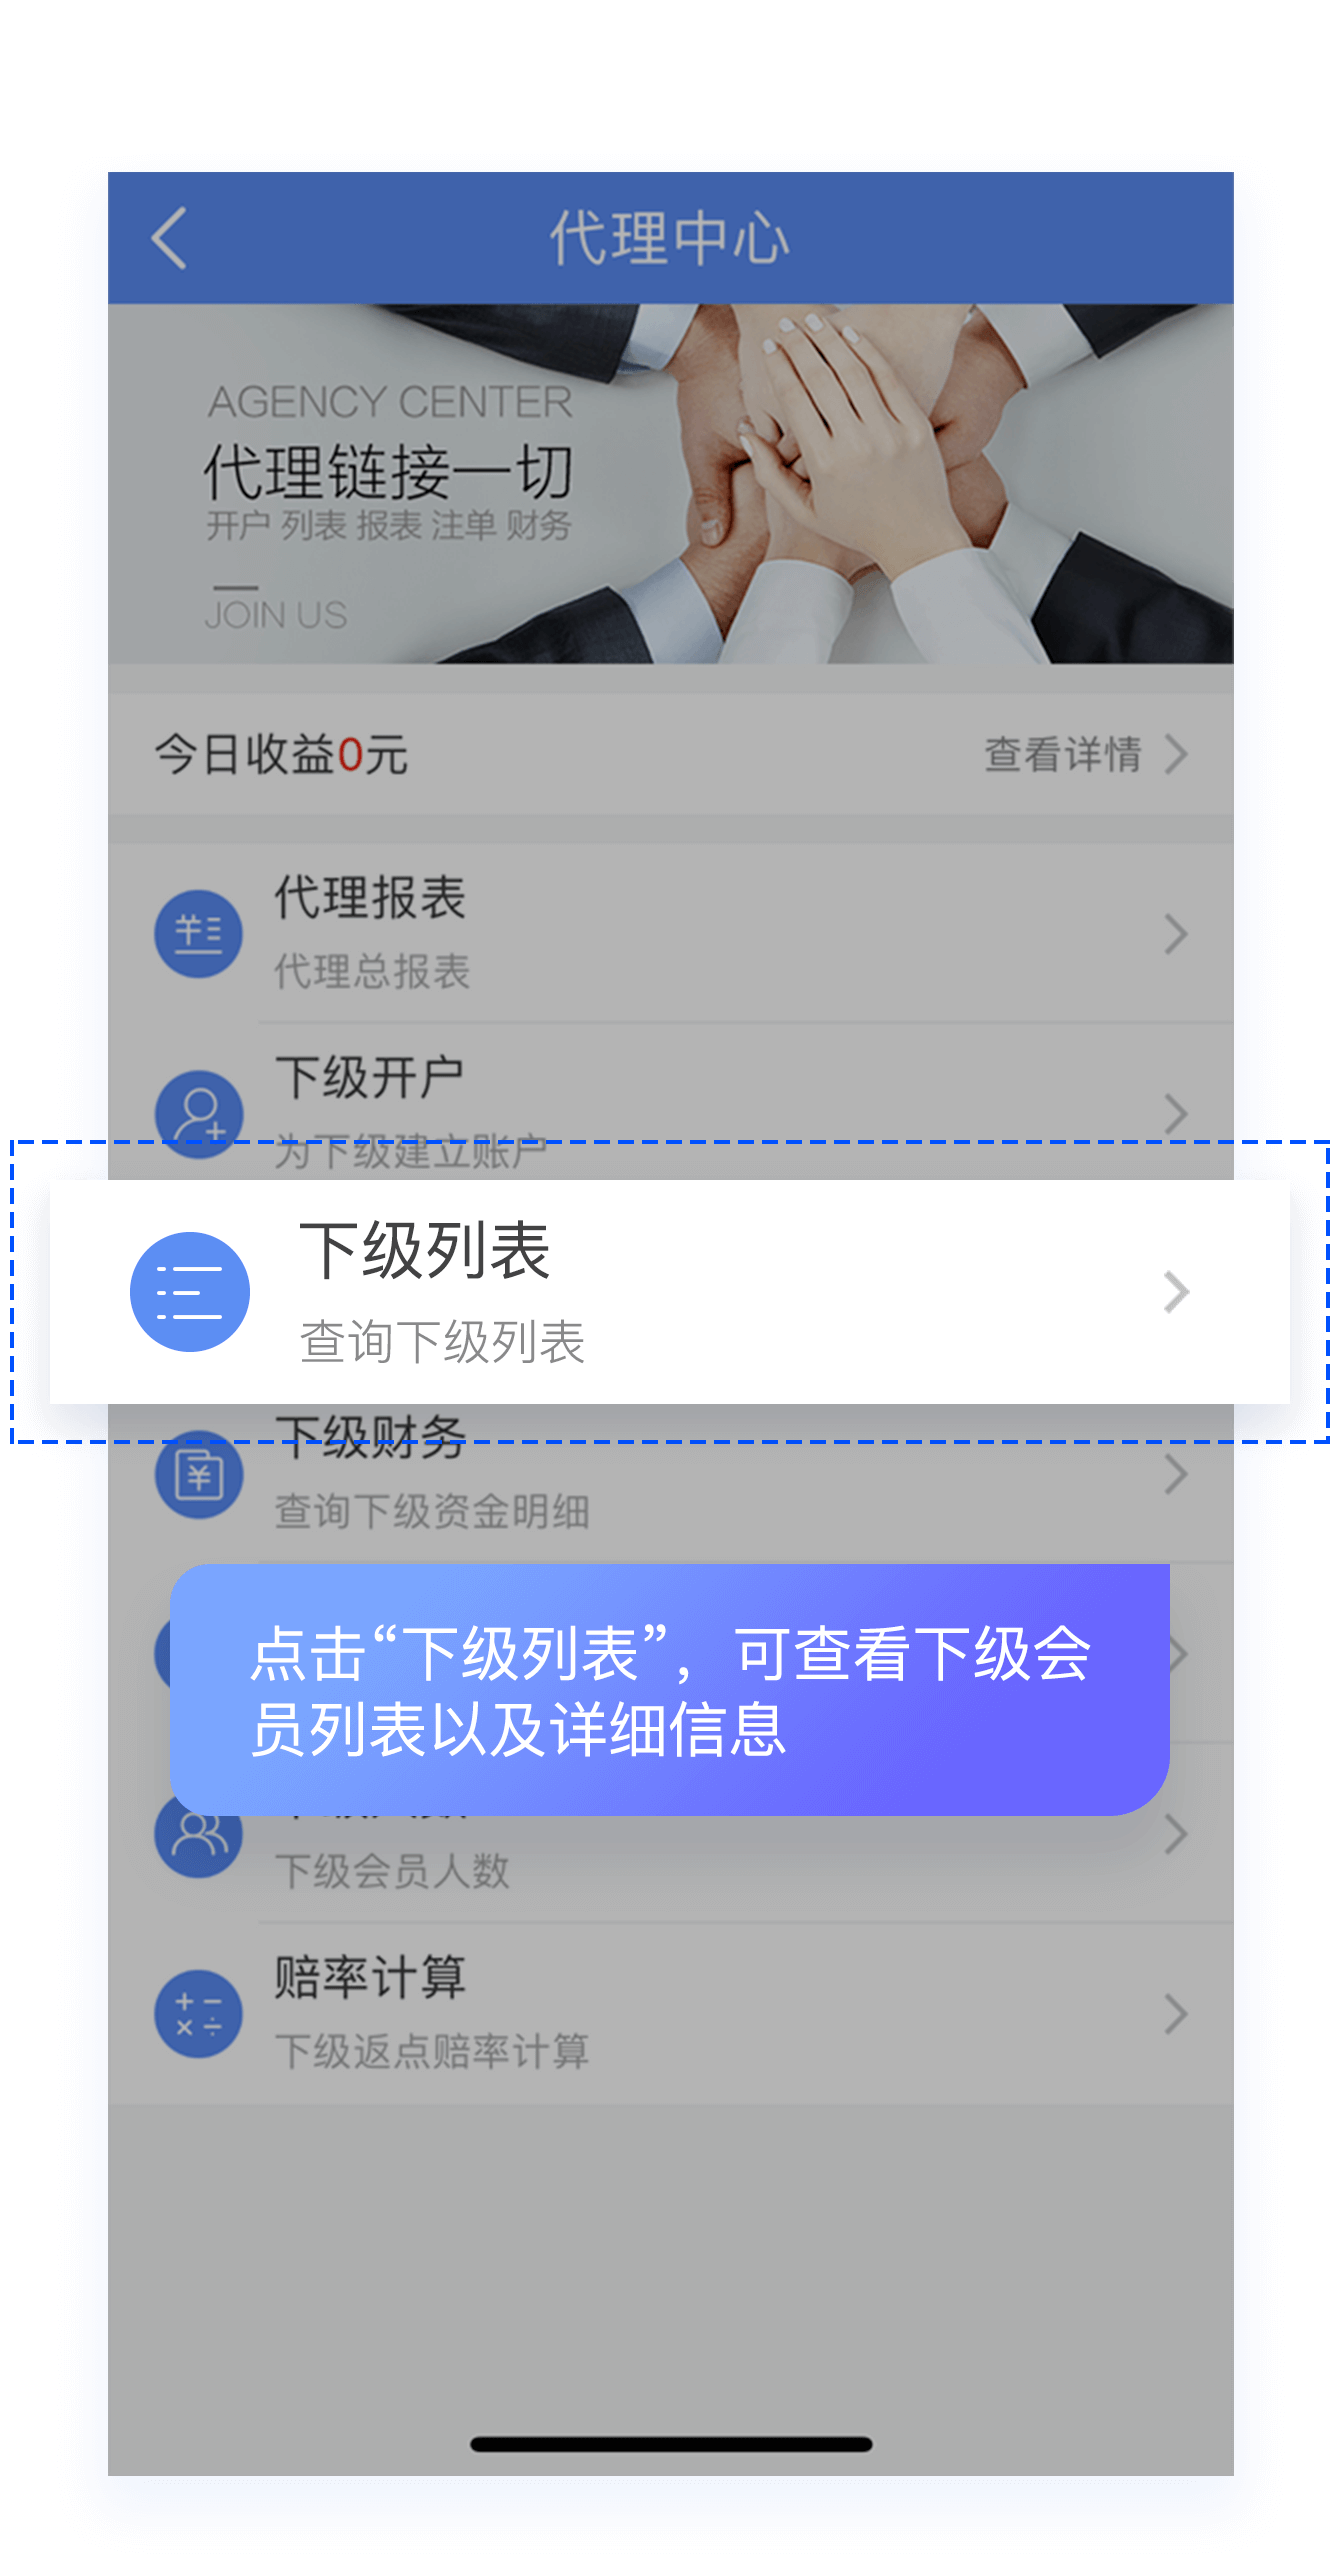 代理中心
AGENCY CENTER
代理链接一切
开户 列表 报表 注单 财务
JOIN US
今日收益0元
查看详情
代理报表
代理总报表
下级开户
为下级建立账户
下级列表
查询下级列表
下级财务
查询下级资金明细
点击“下级列表”，可查看下级会
员列表以及详细信息
下级会员人数
赔率计算
下级返点赔率计算